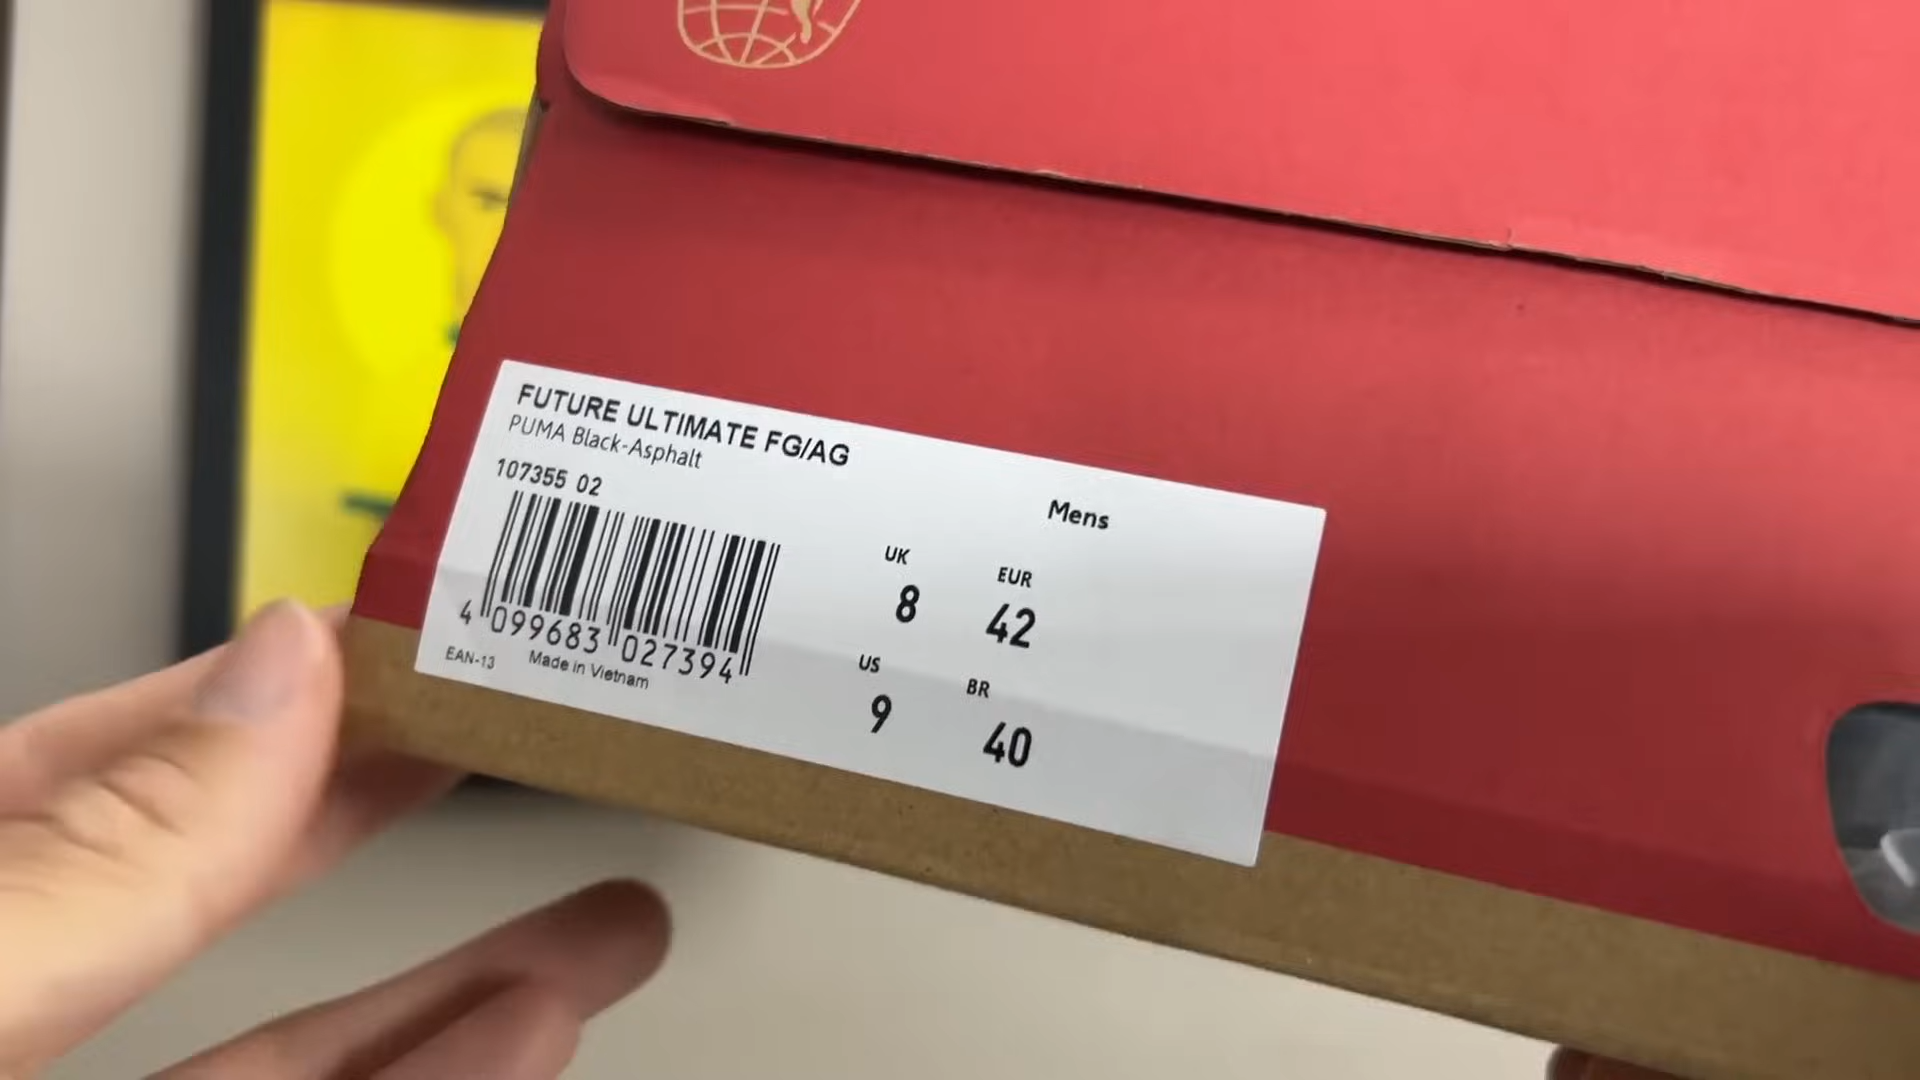 FUTURE ULTIMATE FG/AG
PUMA Black-Asphalt
107355 02
4 099683 027394
EAN-13 Made in Vietnam
Mens
UK EUR
8 42
US BR
9 40